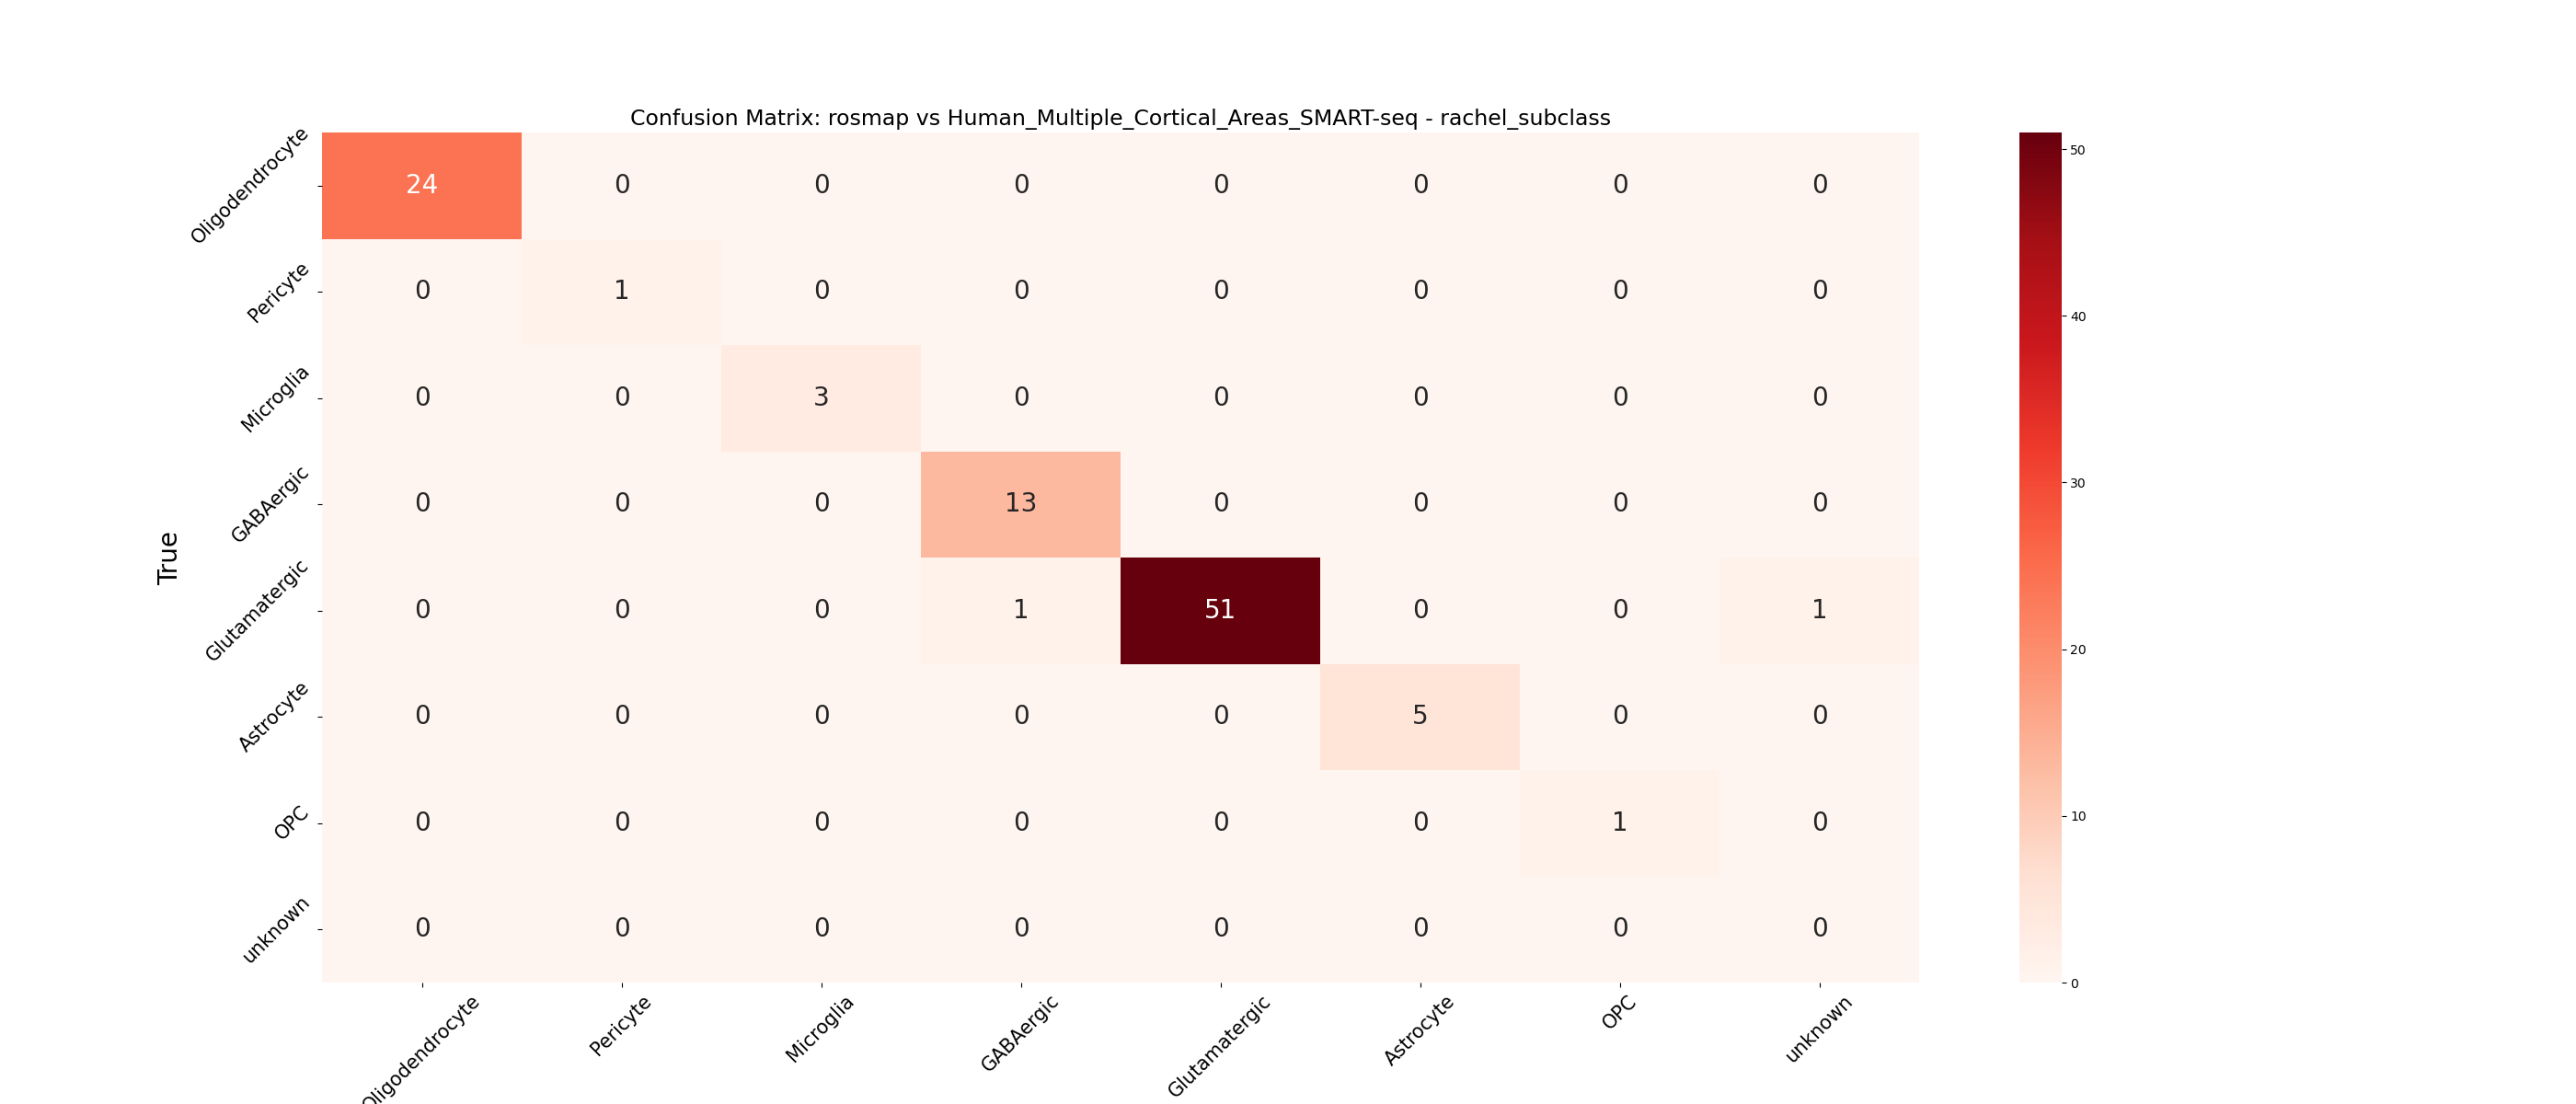 Confusion Matrix: rosmap vs Human_Multiple_Cortical_Areas_SMART-seq - rachel_subclass
True
Oligodendrocyte 24 0 0 0 0 0 0 0
Pericyte 0 1 0 0 0 0 0 0
Microglia 0 0 3 0 0 0 0 0
GABAergic 0 0 0 13 0 0 0 0
Glutamatergic 0 0 0 1 51 0 0 1
Astrocyte 0 0 0 0 0 5 0 0
OPC 0 0 0 0 0 0 1 0
unknown 0 0 0 0 0 0 0 0
Oligodendrocyte Pericyte Microglia GABAergic Glutamatergic Astrocyte OPC unknown
50
40
30
20
10
0